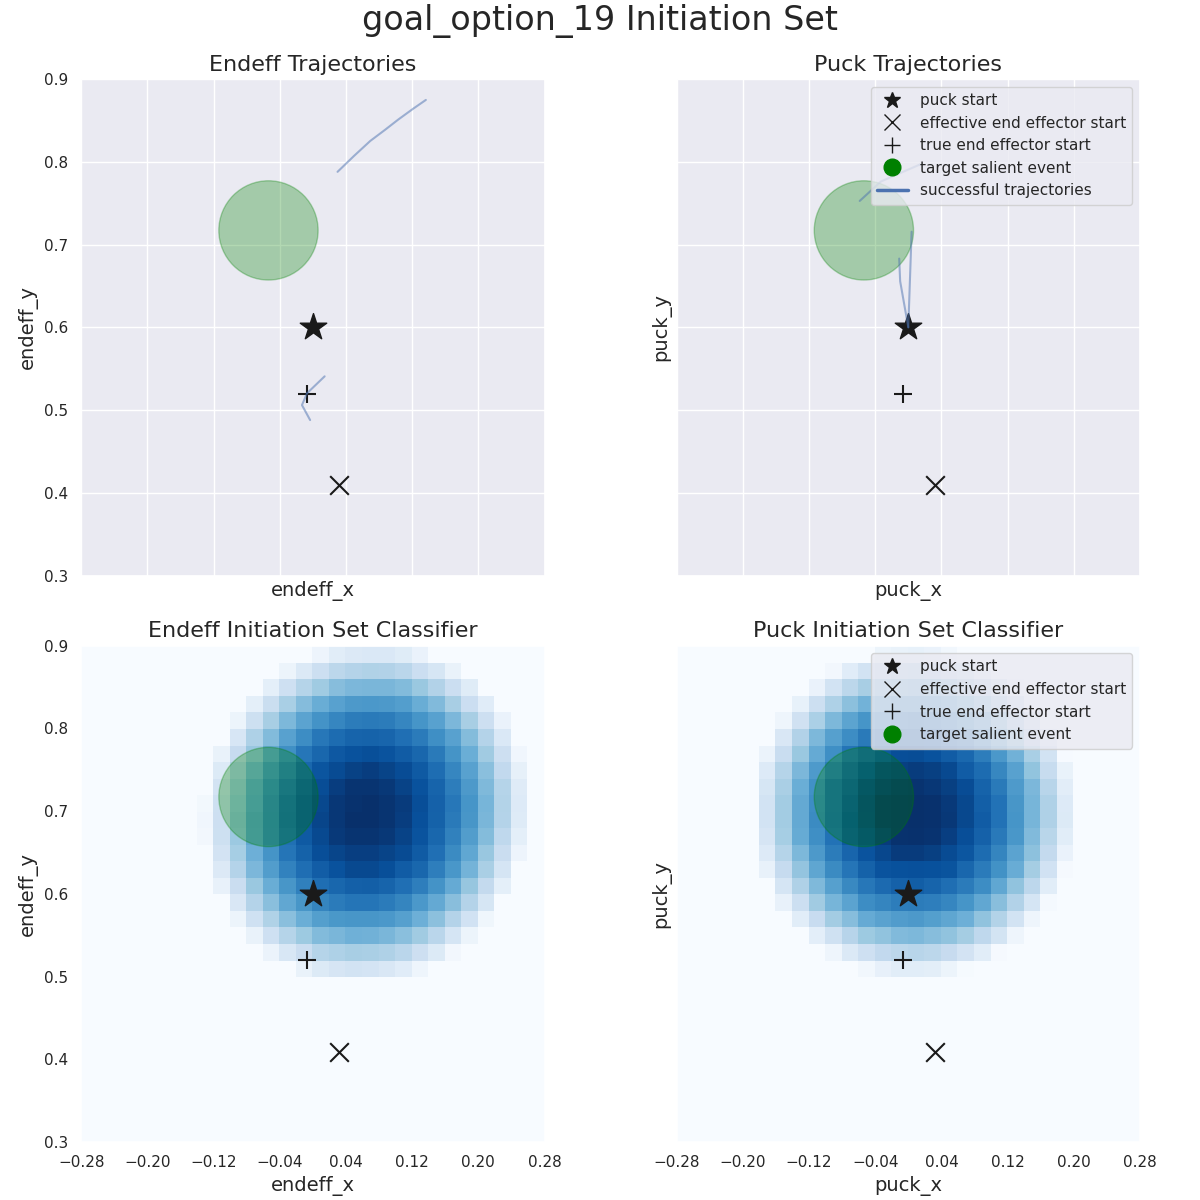 goal_option_19 Initiation Set
Endeff Trajectories
0.9
0.8
0.7
0.6
0.5
0.4
0.3
endeff_y
endeff_x
Puck Trajectories
puck start
effective end effector start
true end effector start
target salient event
successful trajectories
puck_y
puck_x
Endeff Initiation Set Classifier
0.9
0.8
0.7
0.6
0.5
0.4
0.3
endeff_y
−0.28 −0.20 −0.12 −0.04 0.04 0.12 0.20 0.28
endeff_x
Puck Initiation Set Classifier
puck start
effective end effector start
true end effector start
target salient event
puck_y
−0.28 −0.20 −0.12 −0.04 0.04 0.12 0.20 0.28
puck_x